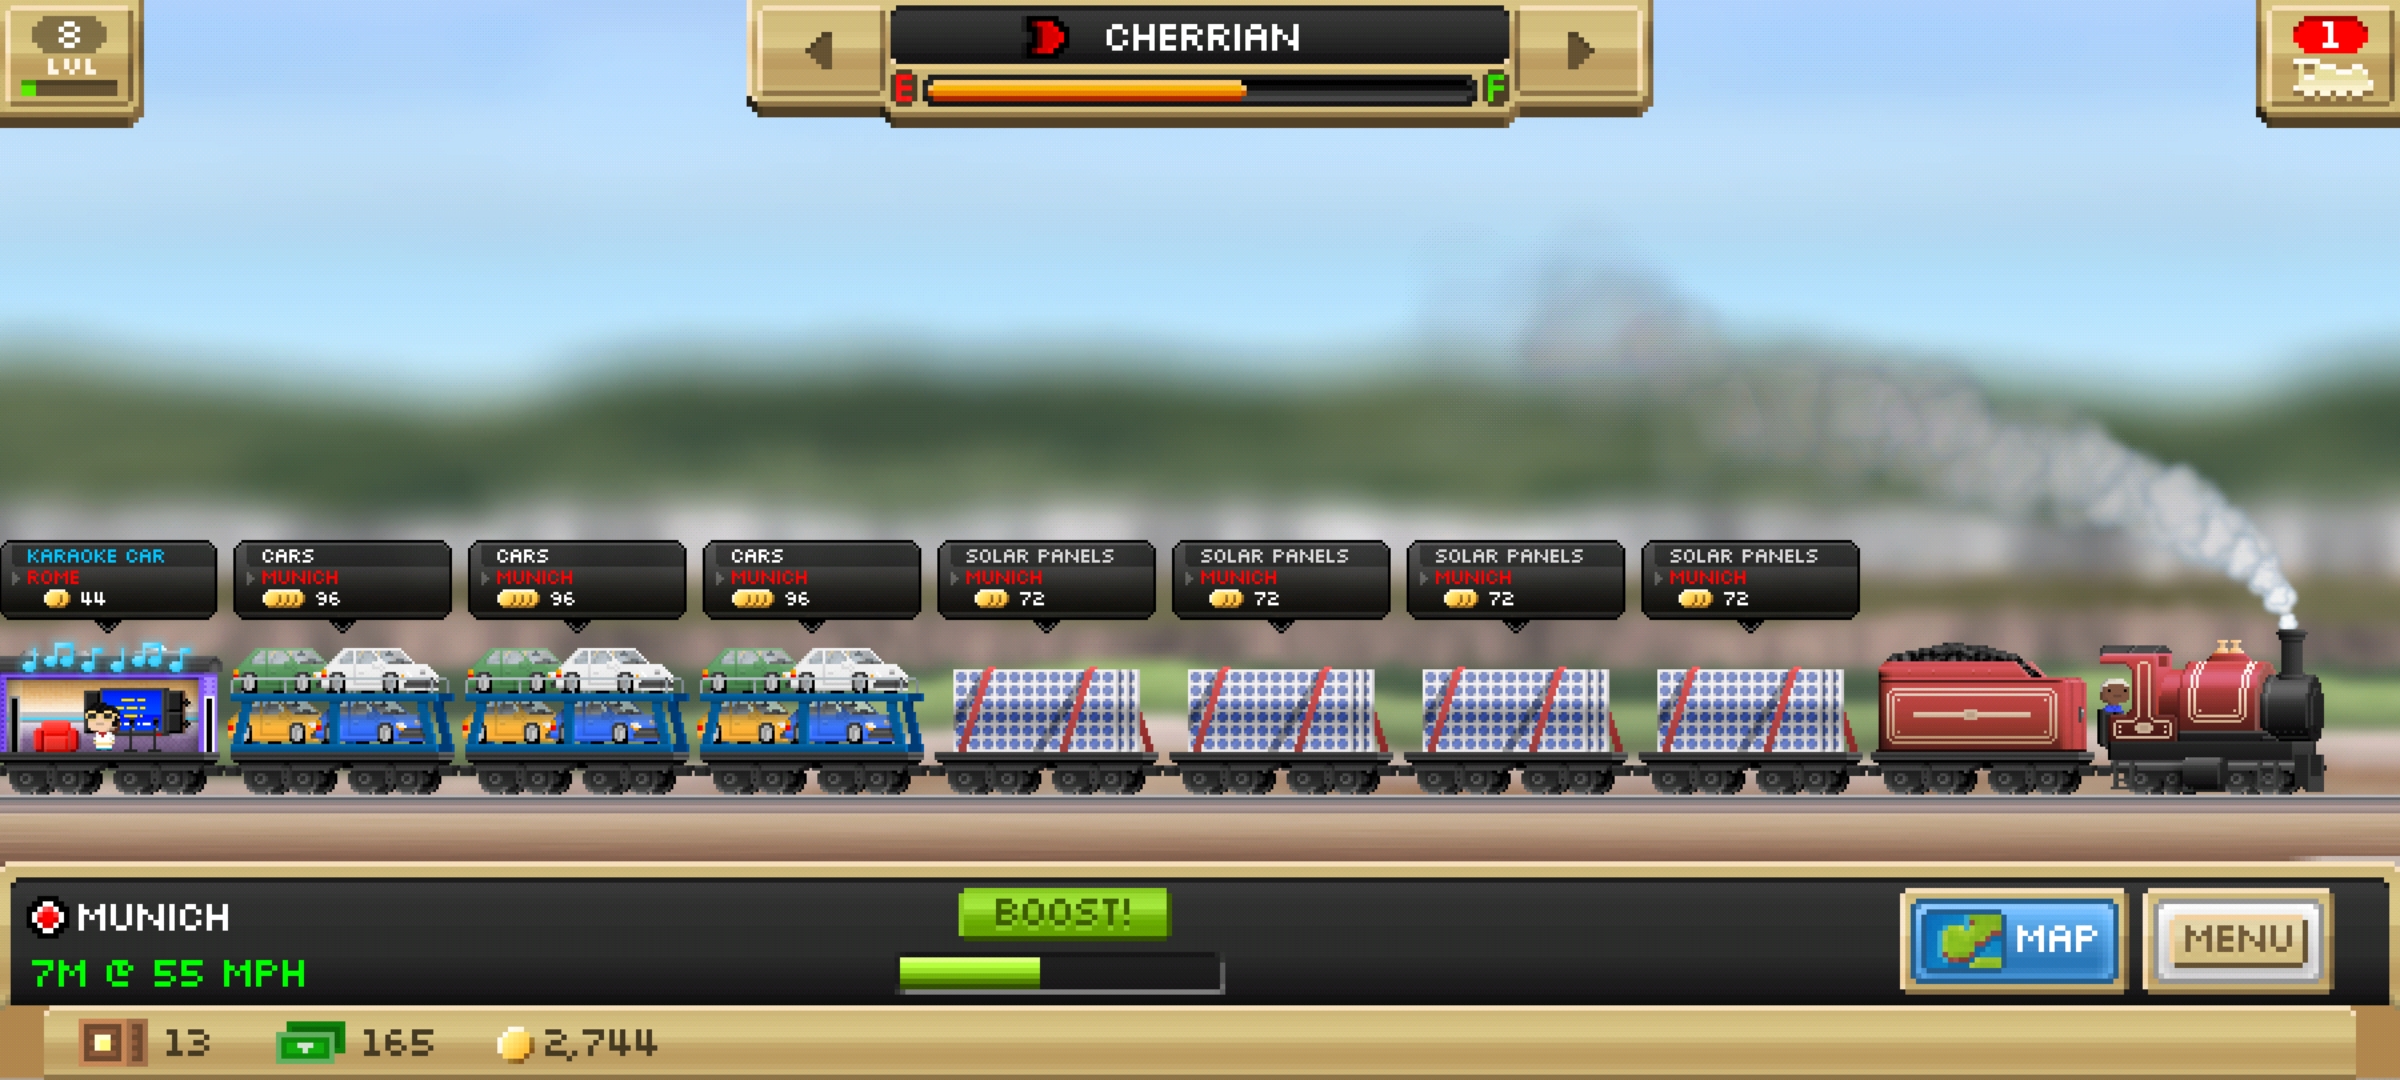 8
LVL
CHERRIAN
E F
1
KARAOKE CAR
ROME
44
CARS
MUNICH
96
CARS
MUNICH
96
CARS
MUNICH
96
SOLAR PANELS
MUNICH
72
SOLAR PANELS
MUNICH
72
SOLAR PANELS
MUNICH
72
SOLAR PANELS
MUNICH
72
MUNICH
7M @ 55 MPH
BOOST!
MAP
MENU
13 165 2,744